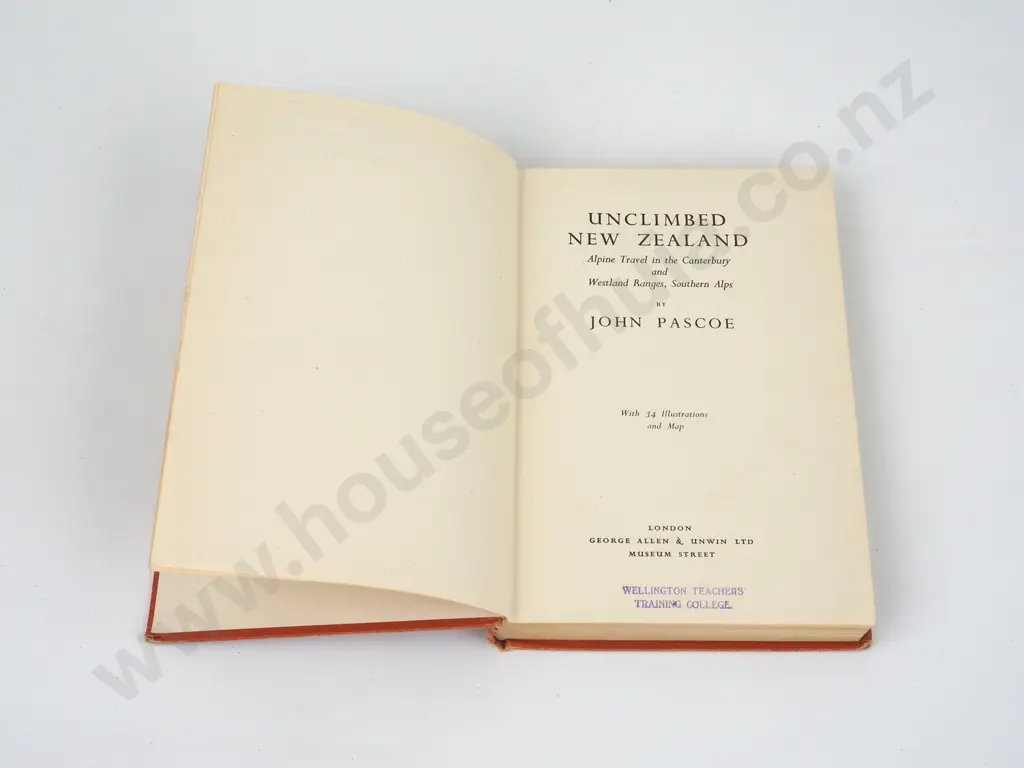 UNCLIMBED
NEW ZEALAND
Alpine Travel in the Canterbury
and
Westland Ranges, Southern Alps
BY
JOHN PASCOE
With 34 Illustrations
and Map
LONDON
GEORGE ALLEN & UNWIN LTD
MUSEUM STREET
WELLINGTON TEACHERS'
TRAINING COLLEGE.
www.houseofhuia.co.nz